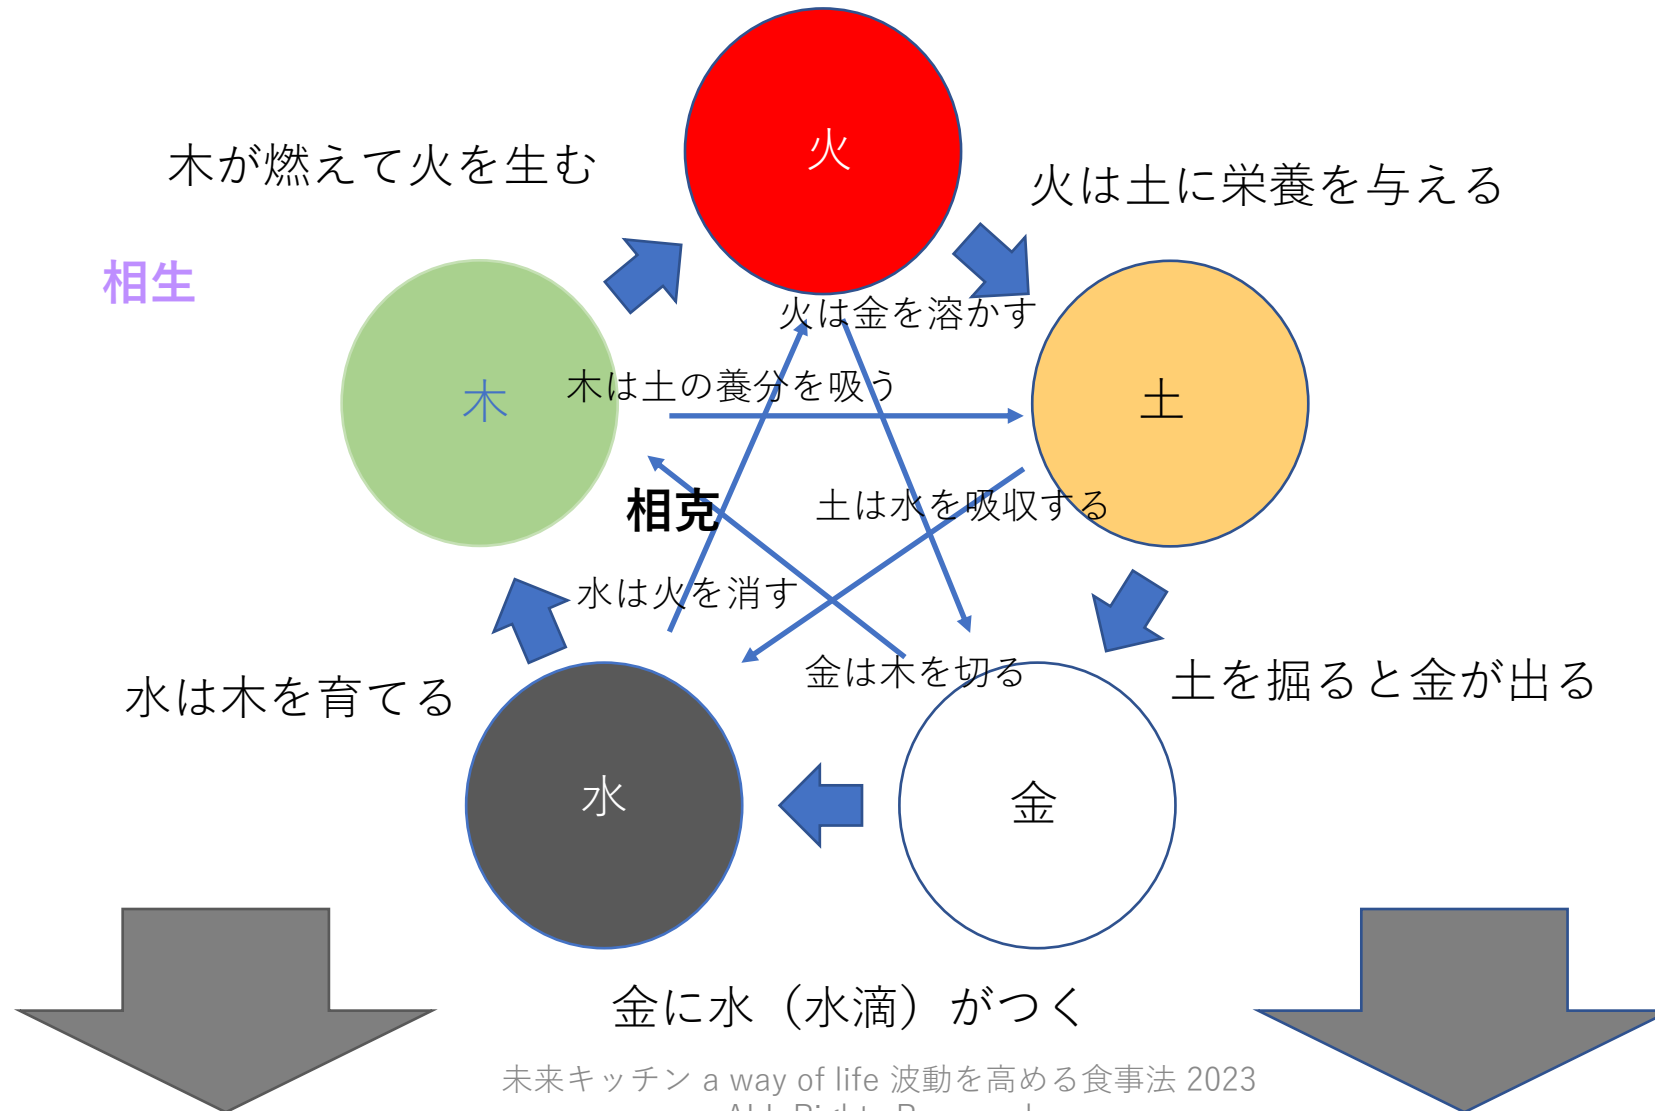 火
木が燃えて火を生む
火は土に栄養を与える
相生
火は金を溶かす
木は土の養分を吸う
木
土
相克
土は水を吸収する
水は火を消す
金は木を切る
土を掘ると金が出る
水は木を育てる
水
金
金に水（水滴）がつく
未来キッチン a way of life 波動を高める食事法 2023
ALL Rights Reserved